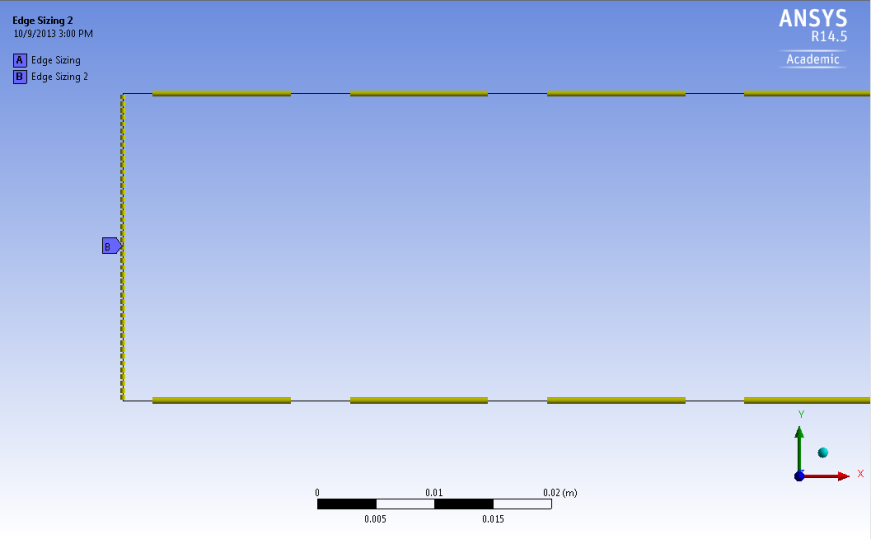 Edge Sizing 2
10/9/2013 3:00 PM
A Edge Sizing
B Edge Sizing 2
ANSYS
R14.5
Academic
B
Y
X
0 0.01 0.02 (m)
0.005 0.015